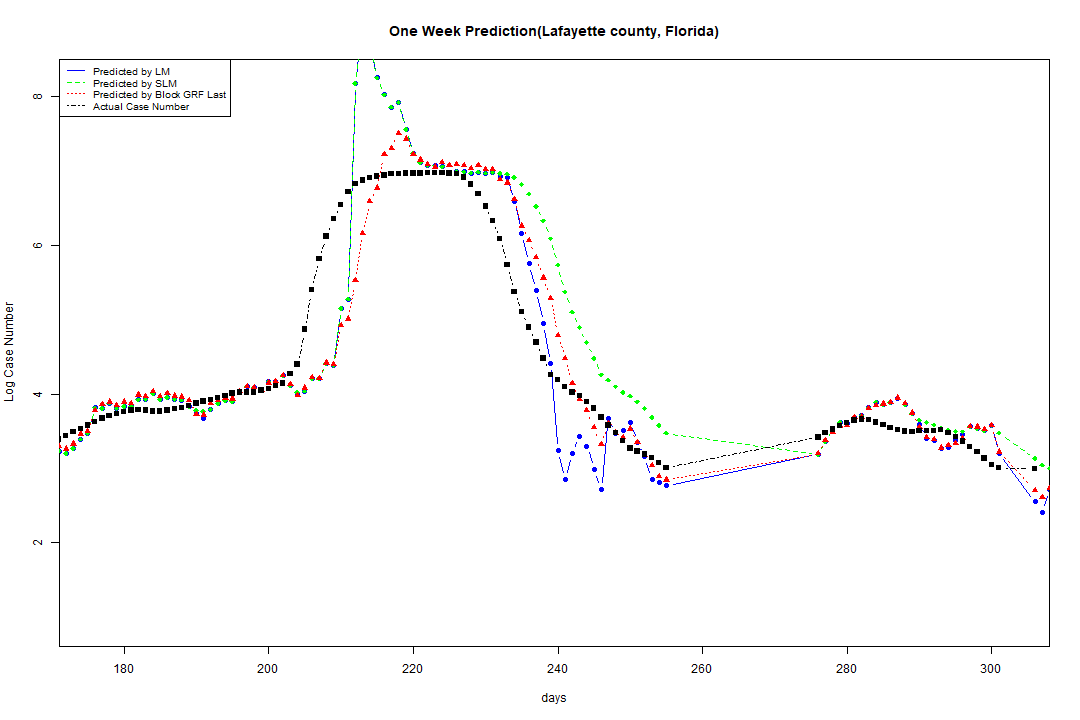 One Week Prediction(Lafayette county, Florida)
Predicted by LM
Predicted by SLM
Predicted by Block GRF Last
Actual Case Number
8
6
4
2
Log Case Number
180 200 220 240 260 280 300
days